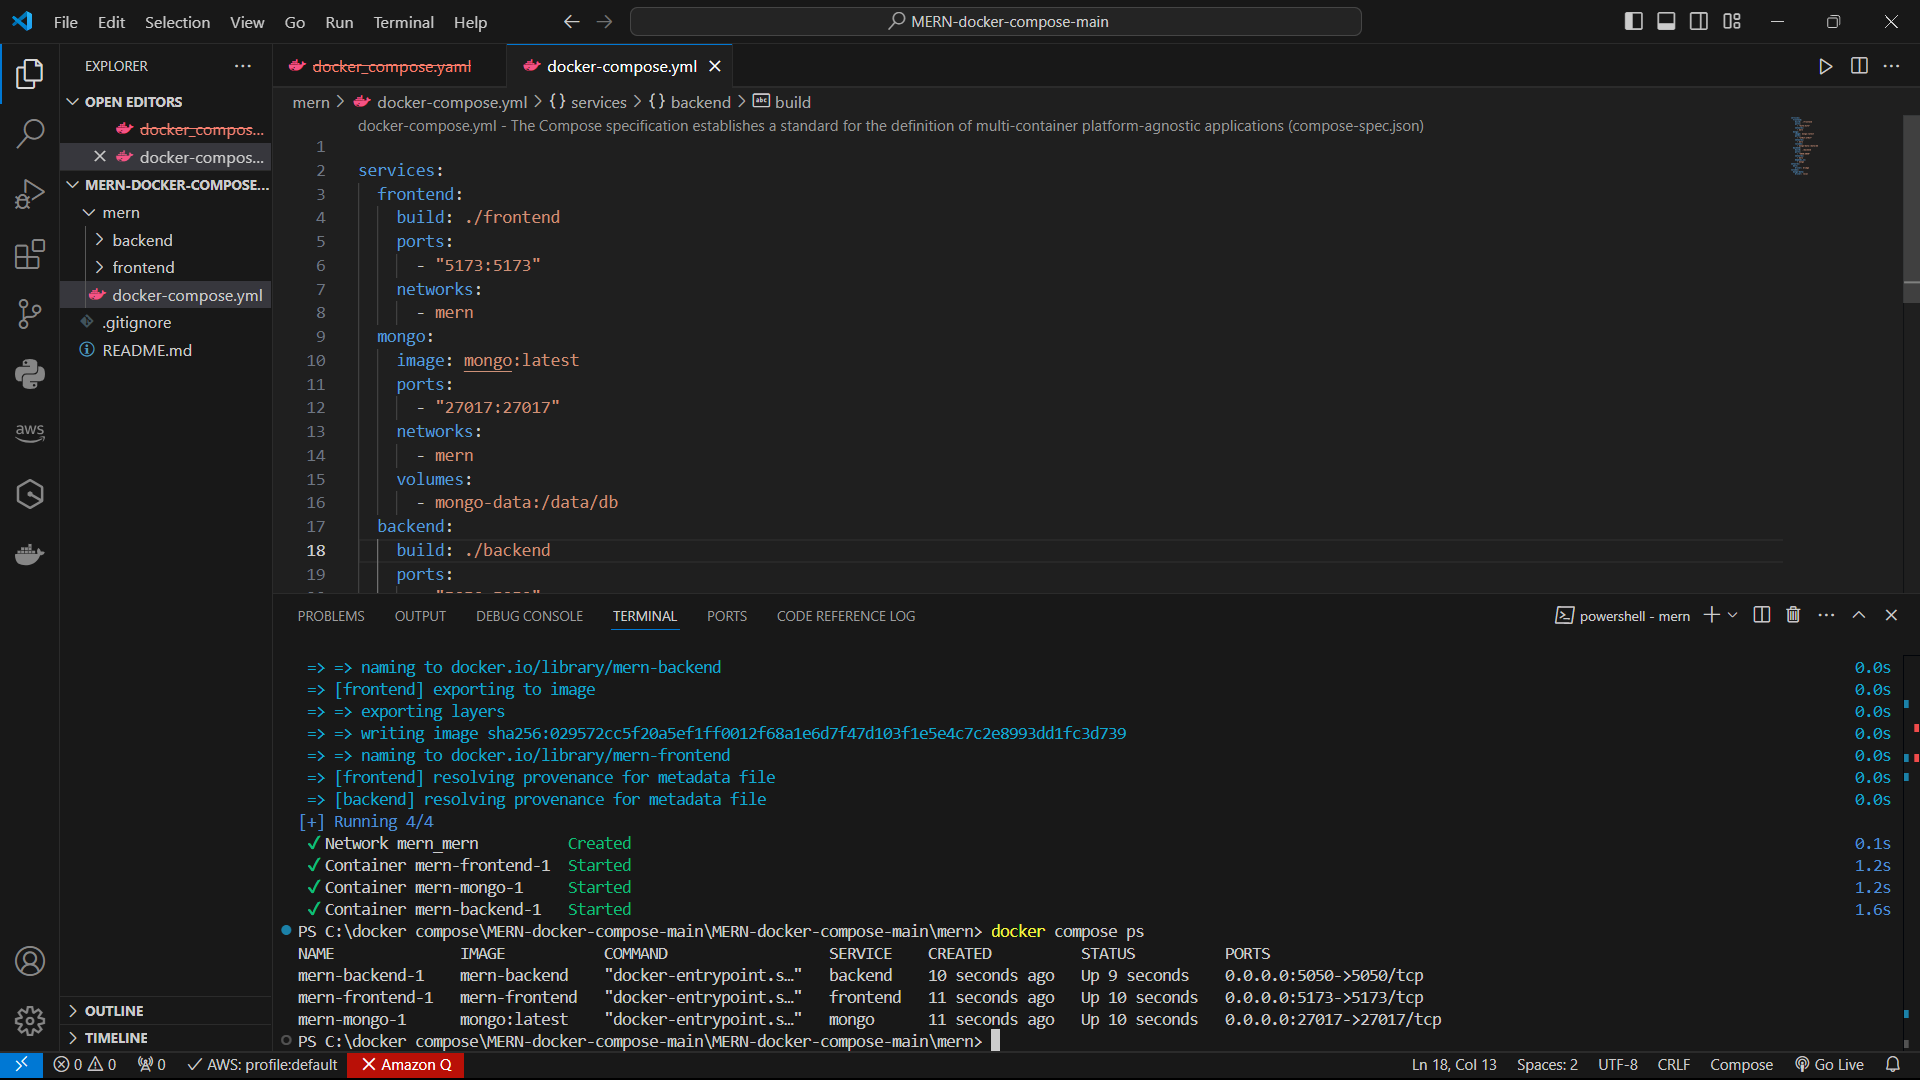 File Edit Selection View Go Run Terminal Help
MERN-docker-compose-main
EXPLORER
OPEN EDITORS
docker_compos...
docker-compos...
MERN-DOCKER-COMPOSE...
mern
backend
frontend
docker-compose.yml
.gitignore
README.md
aws
OUTLINE
TIMELINE
docker_compose.yaml
docker-compose.yml
mern > docker-compose.yml > {} services > {} backend > abc build
docker-compose.yml - The Compose specification establishes a standard for the definition of multi-container platform-agnostic applications (compose-spec.json)
1
2 services:
3 frontend:
4 build: ./frontend
5 ports:
6 - "5173:5173"
7 networks:
8 - mern
9 mongo:
10 image: mongo:latest
11 ports:
12 - "27017:27017"
13 networks:
14 - mern
15 volumes:
16 - mongo-data:/data/db
17 backend:
18 build: ./backend
19 ports:
PROBLEMS OUTPUT DEBUG CONSOLE TERMINAL PORTS CODE REFERENCE LOG
powershell - mern
=> => naming to docker.io/library/mern-backend 0.0s
=> [frontend] exporting to image 0.0s
=> => exporting layers 0.0s
=> => writing image sha256:029572cc5f20a5ef1ff0012f68a1e6d7f47d103f1e5e4c7c2e8993dd1fc3d739 0.0s
=> => naming to docker.io/library/mern-frontend 0.0s
=> [frontend] resolving provenance for metadata file 0.0s
=> [backend] resolving provenance for metadata file 0.0s
[+] Running 4/4
✓ Network mern_mern Created 0.1s
✓ Container mern-frontend-1 Started 1.2s
✓ Container mern-mongo-1 Started 1.2s
✓ Container mern-backend-1 Started 1.6s
PS C:\docker compose\MERN-docker-compose-main\MERN-docker-compose-main\mern> docker compose ps
NAME IMAGE COMMAND SERVICE CREATED STATUS PORTS
mern-backend-1 mern-backend "docker-entrypoint.s…" backend 10 seconds ago Up 9 seconds 0.0.0.0:5050->5050/tcp
mern-frontend-1 mern-frontend "docker-entrypoint.s…" frontend 11 seconds ago Up 10 seconds 0.0.0.0:5173->5173/tcp
mern-mongo-1 mongo:latest "docker-entrypoint.s…" mongo 11 seconds ago Up 10 seconds 0.0.0.0:27017->27017/tcp
PS C:\docker compose\MERN-docker-compose-main\MERN-docker-compose-main\mern>
0 0 0 AWS: profile:default Amazon Q Ln 18, Col 13 Spaces: 2 UTF-8 CRLF Compose Go Live